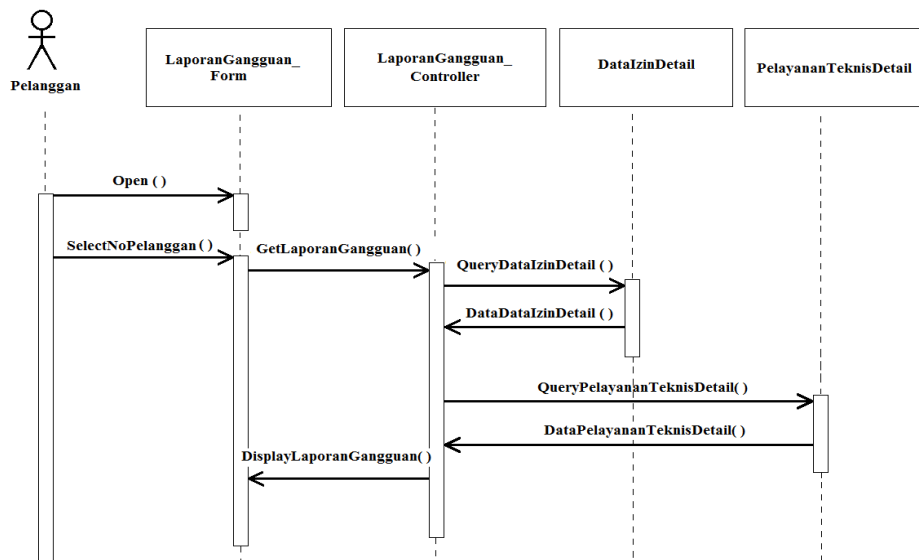 Pelanggan
LaporanGangguan_
Form
LaporanGangguan_
Controller
DataIzinDetail
PelayananTeknisDetail
Open ( )
SelectNoPelanggan ( )
GetLaporanGangguan( )
QueryDataIzinDetail ( )
DataDataIzinDetail ( )
QueryPelayananTeknisDetail( )
DataPelayananTeknisDetail( )
DisplayLaporanGangguan( )